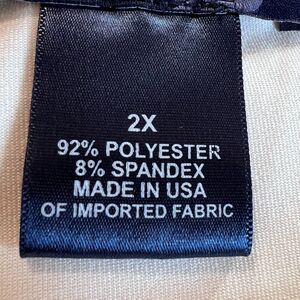 2X
92% POLYESTER
8% SPANDEX
MADE IN USA
OF IMPORTED FABRIC